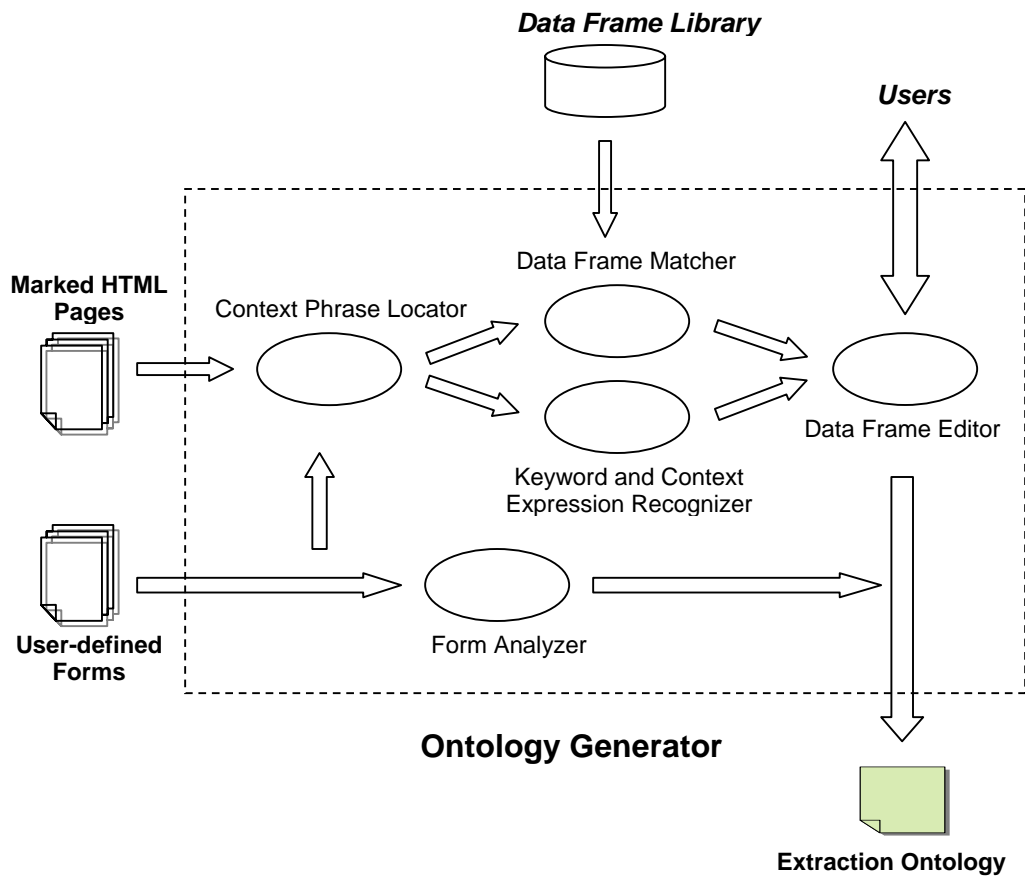 Data Frame Library
Users
Data Frame Matcher
Marked HTML
Pages
Context Phrase Locator
Data Frame Editor
Keyword and Context
Expression Recognizer
User-defined
Forms
Form Analyzer
Ontology Generator
Extraction Ontology